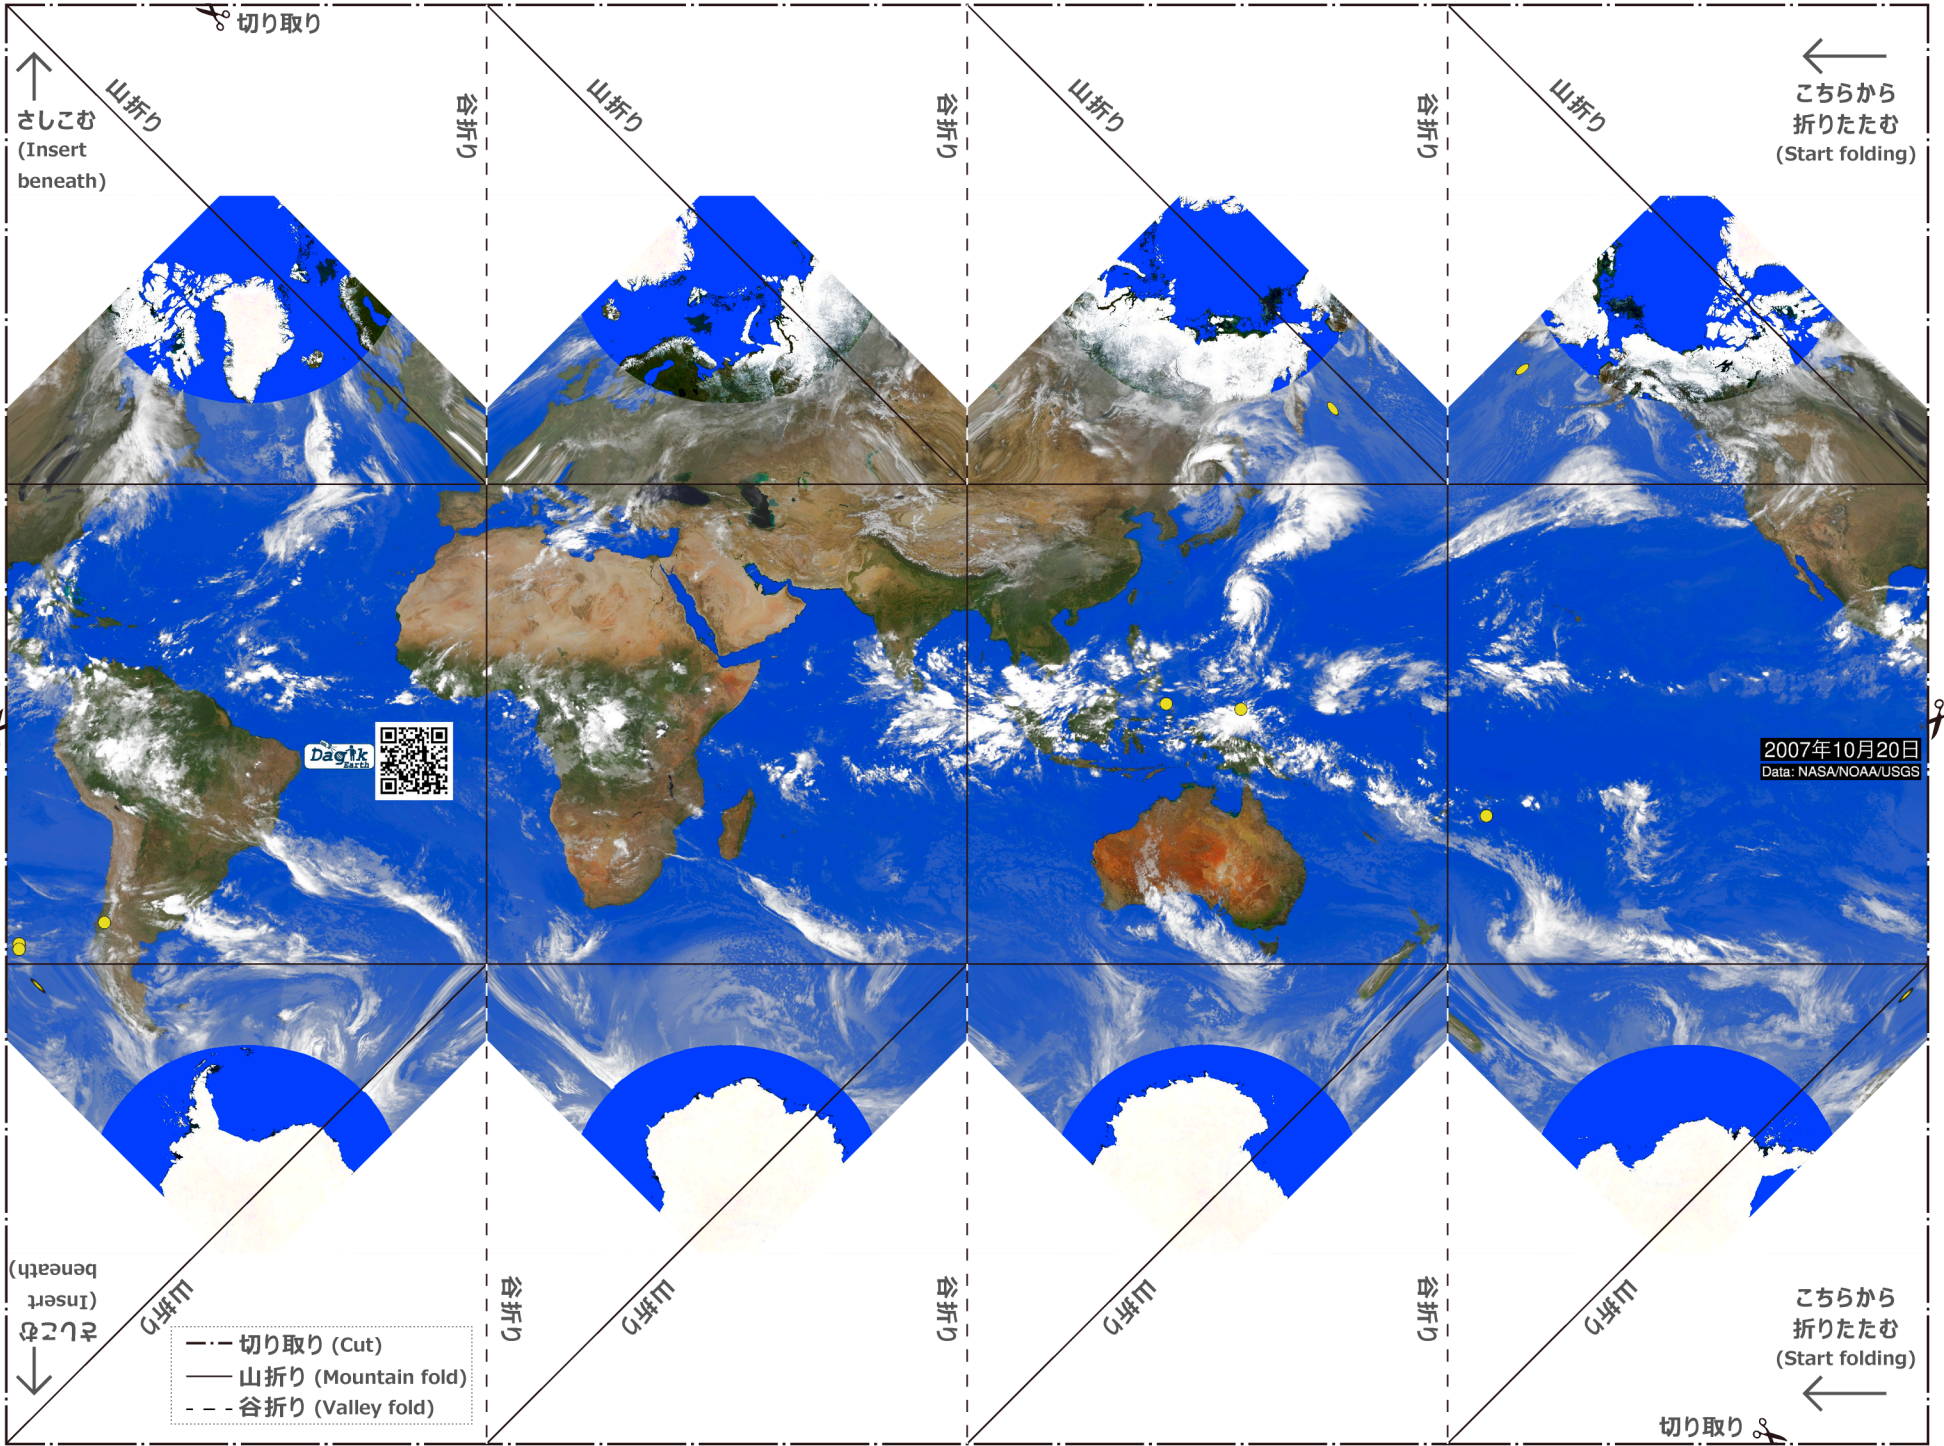 切り取り
山折り
谷折り
山折り
谷折り
山折り
谷折り
山折り
さしこむ
(Insert
beneath)
こちらから
折りたたむ
(Start folding)
Dagik
Earth
2007年10月20日
Data: NASA/NOAA/USGS
さしこむ
(Insert
beneath)
山折り
谷折り
山折り
谷折り
山折り
谷折り
山折り
こちらから
折りたたむ
(Start folding)
切り取り (Cut)
山折り (Mountain fold)
谷折り (Valley fold)
切り取り